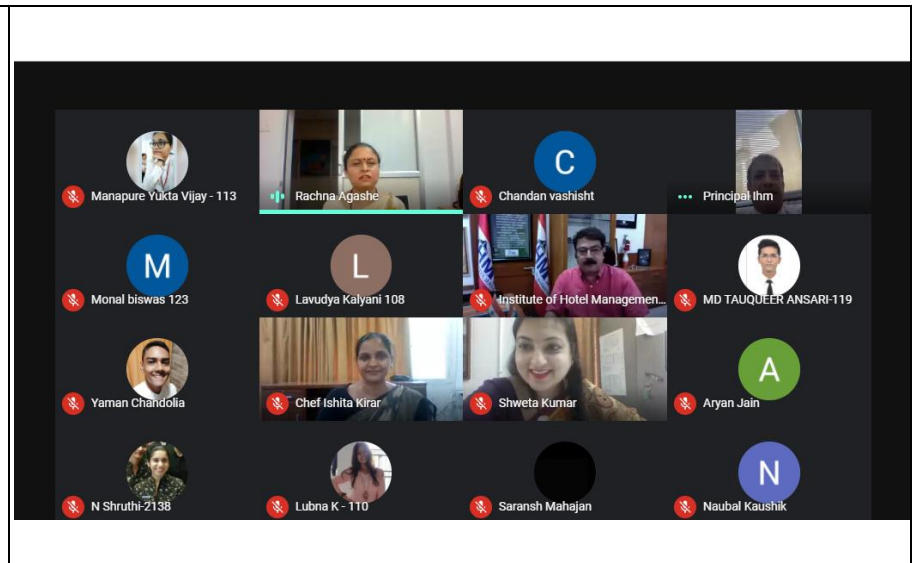 Manapure Yukta Vijay - 113
Rachna Agashe
C
Chandan vashisht
Principal Ihm
M
Monal biswas 123
L
Lavudya Kalyani 108
Institute of Hotel Managemen...
MD TAUQUEER ANSARI-119
Yaman Chandolia
Chef Ishita Kirar
Shweta Kumar
A
Aryan Jain
N Shruthi-2138
Lubna K - 110
Saransh Mahajan
N
Naubal Kaushik